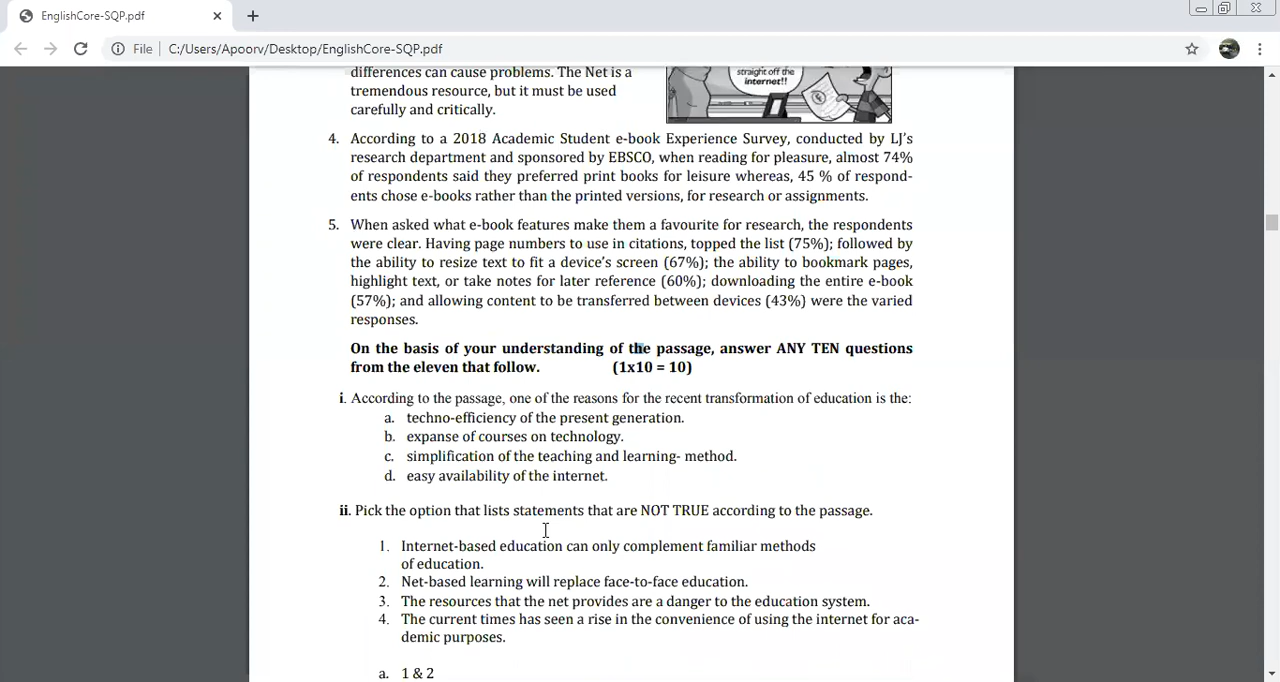 EnglishCore-SQP.pdf
File
C:/Users/Apoorv/Desktop/EnglishCore-SQP.pdf
differences can cause problems. The Net is a
tremendous resource, but it must be used
carefully and critically.
straight off the
internet!!
4. According to a 2018 Academic Student e-book Experience Survey, conducted by LJ's
research department and sponsored by EBSCO, when reading for pleasure, almost 74%
of respondents said they preferred print books for leisure whereas, 45 % of respond-
ents chose e-books rather than the printed versions, for research or assignments.
5. When asked what e-book features make them a favourite for research, the respondents
were clear. Having page numbers to use in citations, topped the list (75%); followed by
the ability to resize text to fit a device's screen (67%); the ability to bookmark pages,
highlight text, or take notes for later reference (60%); downloading the entire e-book
(57%); and allowing content to be transferred between devices (43%) were the varied
responses.
On the basis of your understanding of the passage, answer ANY TEN questions
from the eleven that follow. (1x10 = 10)
i. According to the passage, one of the reasons for the recent transformation of education is the:
a. techno-efficiency of the present generation.
b. expanse of courses on technology.
c. simplification of the teaching and learning- method.
d. easy availability of the internet.
ii. Pick the option that lists statements that are NOT TRUE according to the passage.
1. Internet-based education can only complement familiar methods
of education.
2. Net-based learning will replace face-to-face education.
3. The resources that the net provides are a danger to the education system.
4. The current times has seen a rise in the convenience of using the internet for aca-
demic purposes.
a. 1 & 2